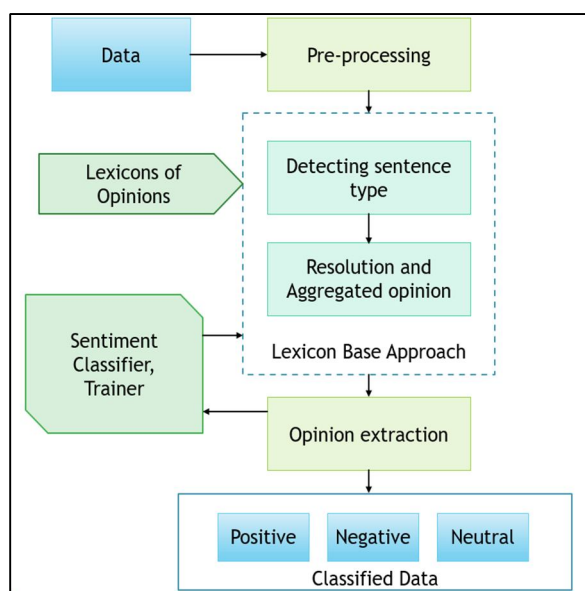 Data
Pre-processing
Lexicons of
Opinions
Detecting sentence
type
Resolution and
Aggregated opinion
Lexicon Base Approach
Sentiment
Classifier,
Trainer
Opinion extraction
Positive
Negative
Neutral
Classified Data